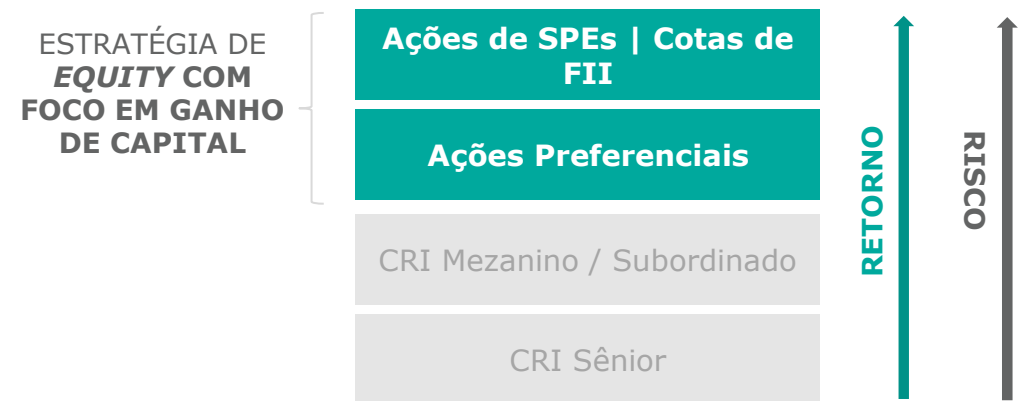 ESTRATÉGIA DE
EQUITY COM
FOCO EM GANHO
DE CAPITAL
Ações de SPEs | Cotas de
FII
Ações Preferenciais
CRI Mezanino / Subordinado
CRI Sênior
RETORNO
RISCO